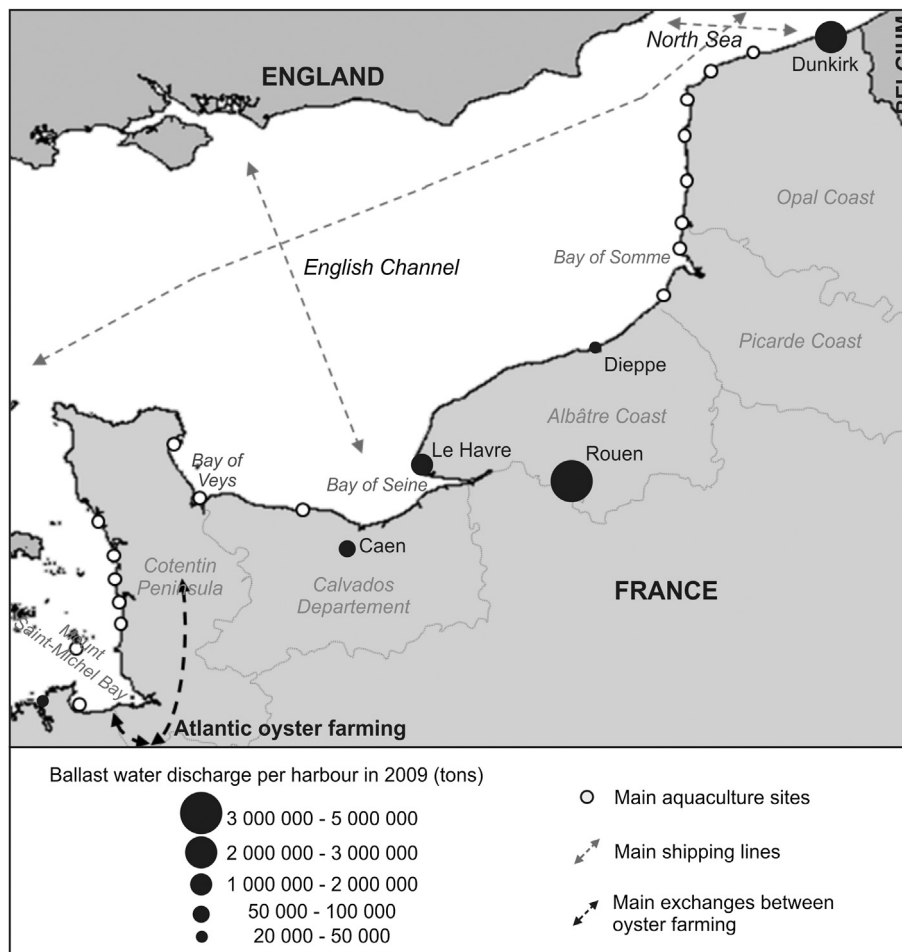 North Sea
BELGIUM
Dunkirk
ENGLAND
Opal Coast
Bay of Somme
English Channel
Picarde Coast
Dieppe
Albâtre Coast
Le Havre
Rouen
Bay of
Veys
Bay of Seine
Caen
Cotentin
Peninsula
Calvados
Departement
FRANCE
Mount
Saint-Michel Bay
Atlantic oyster farming
Ballast water discharge per harbour in 2009 (tons)
3 000 000 - 5 000 000
2 000 000 - 3 000 000
1 000 000 - 2 000 000
50 000 - 100 000
20 000 - 50 000
Main aquaculture sites
Main shipping lines
Main exchanges between
oyster farming